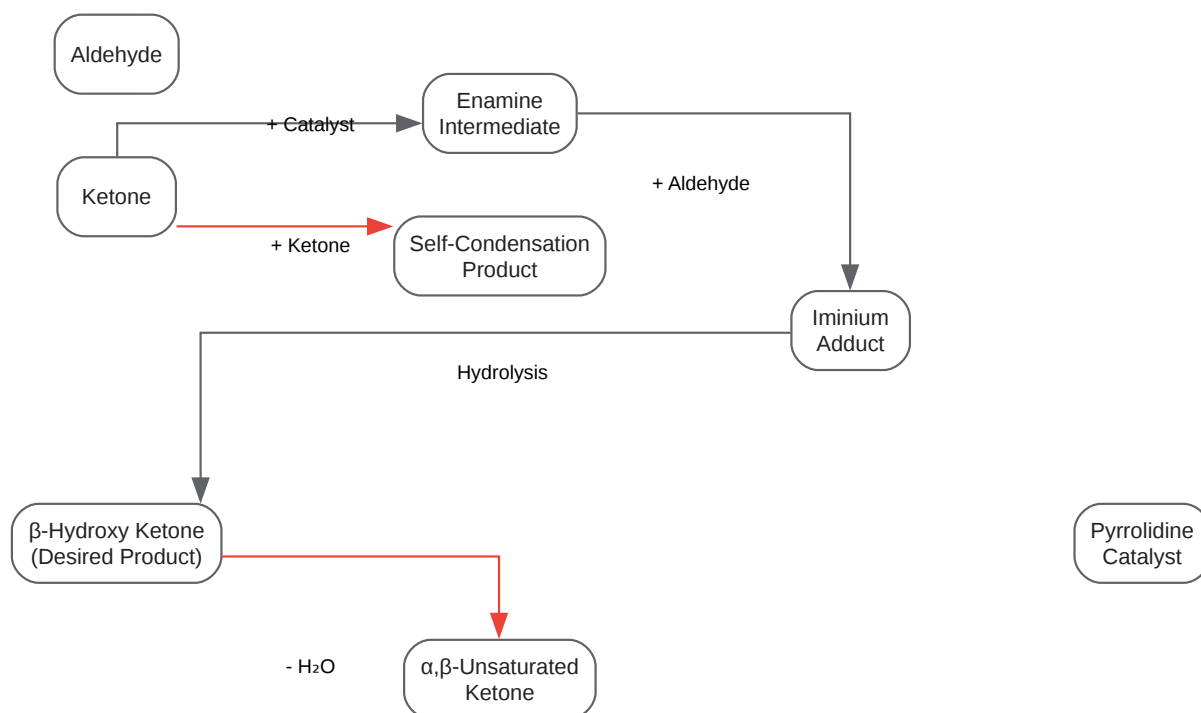 Aldehyde
Enamine
Intermediate
+ Catalyst
+ Aldehyde
Ketone
+ Ketone
Self-Condensation
Product
Iminium
Adduct
Hydrolysis
β-Hydroxy Ketone
(Desired Product)
Pyrrolidine
Catalyst
- H₂O
α,β-Unsaturated
Ketone